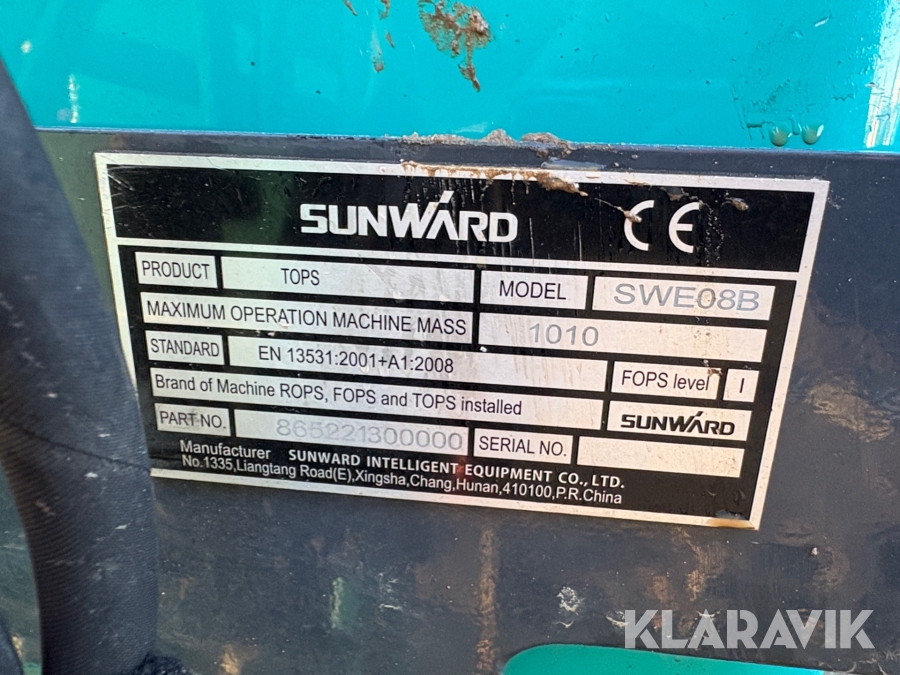 SUNWARD CE
PRODUCT TOPS MODEL SWE08B
MAXIMUM OPERATION MACHINE MASS 1010
STANDARD EN 13531:2001+A1:2008 FOPS level I
Brand of Machine ROPS, FOPS and TOPS installed SUNWARD
PART NO. 865221300000 SERIAL NO.
Manufacturer SUNWARD INTELLIGENT EQUIPMENT CO., LTD.
No.1335,Liangtang Road(E),Xingsha,Chang,Hunan,410100,P.R.China
KLARAVIK